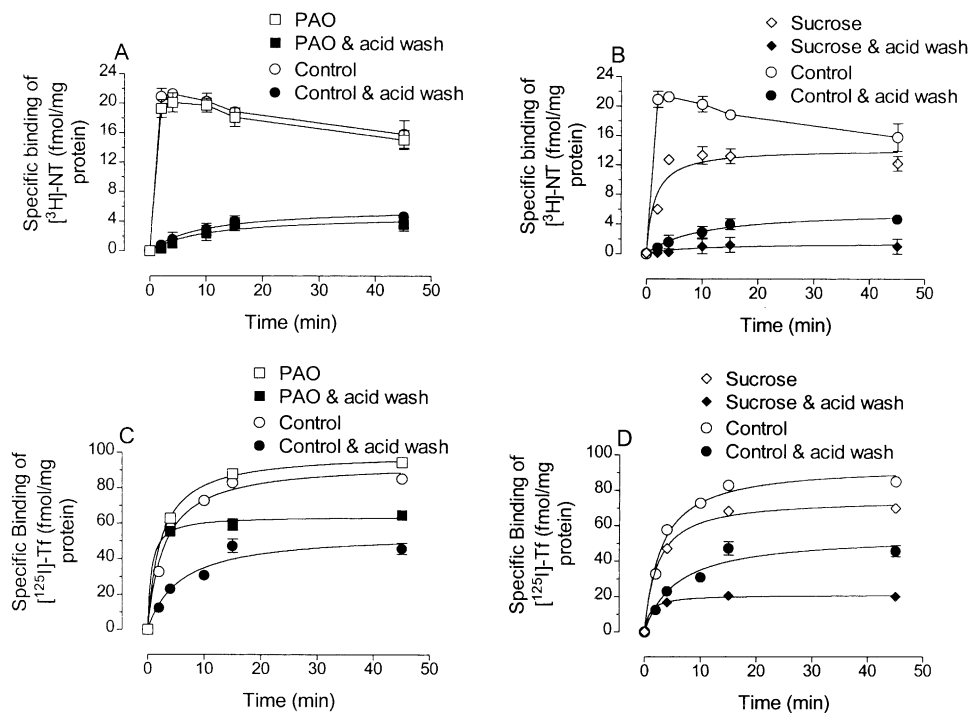 A
PAO
PAO & acid wash
Control
Control & acid wash
Specific binding of
[³H]-NT (fmol/mg
protein)
24
20
16
12
8
4
0
0 10 20 30 40 50
Time (min)
B
Sucrose
Sucrose & acid wash
Control
Control & acid wash
Specific binding of
[³H]-NT (fmol/mg
protein)
24
20
16
12
8
4
0
0 10 20 30 40 50
Time (min)
C
PAO
PAO & acid wash
Control
Control & acid wash
Specific Binding of
[¹²⁵I]-Tf (fmol/mg
protein)
100
80
60
40
20
0
0 10 20 30 40 50
Time (min)
D
Sucrose
Sucrose & acid wash
Control
Control & acid wash
Specific Binding of
[¹²⁵I]-Tf (fmol/mg
protein)
100
80
60
40
20
0
0 10 20 30 40 50
Time (min)